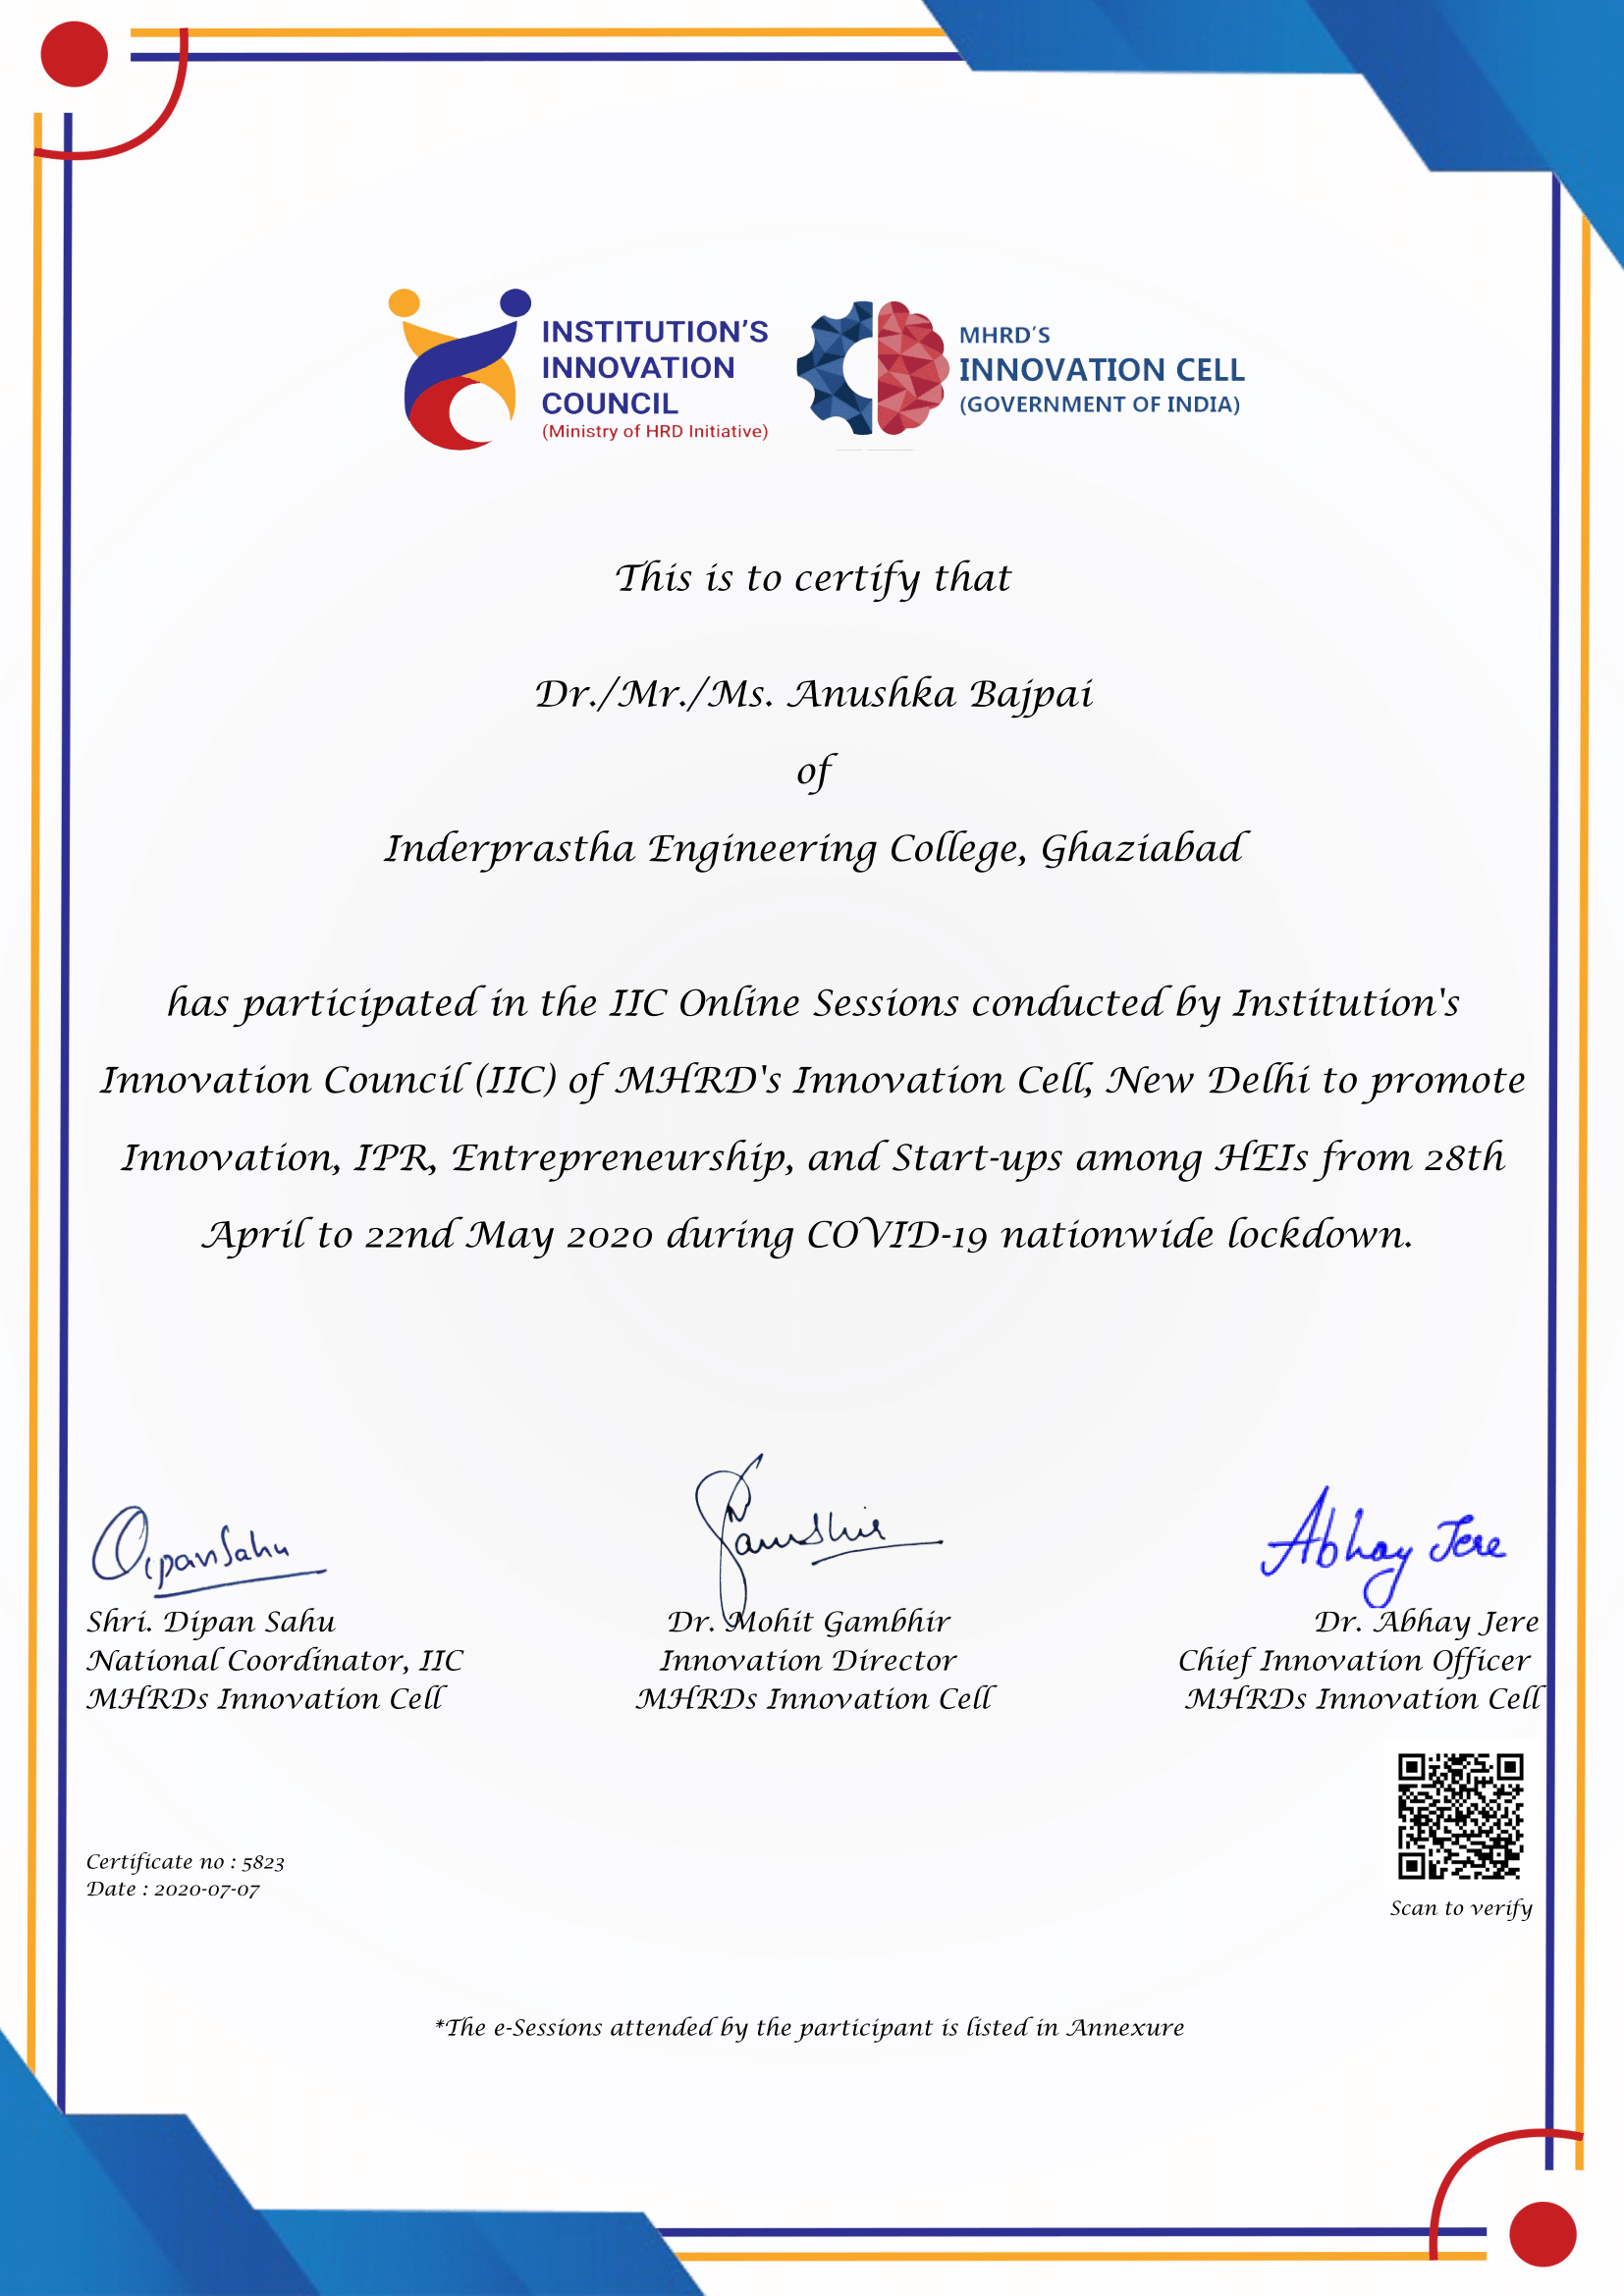 INSTITUTION'S
INNOVATION
COUNCIL
(Ministry of HRD Initiative)
MHRD'S
INNOVATION CELL
(GOVERNMENT OF INDIA)
This is to certify that
Dr./Mr./Ms. Anushka Bajpai
of
Inderprastha Engineering College, Ghaziabad
has participated in the IIC Online Sessions conducted by Institution's
Innovation Council (IIC) of MHRD's Innovation Cell, New Delhi to promote
Innovation, IPR, Entrepreneurship, and Start-ups among HEIs from 28th
April to 22nd May 2020 during COVID-19 nationwide lockdown.
Dipan Sahu
Shri. Dipan Sahu
National Coordinator, IIC
MHRDs Innovation Cell
Dr. Mohit Gambhir
Innovation Director
MHRDs Innovation Cell
Abhay Jere
Dr. Abhay Jere
Chief Innovation Officer
MHRDs Innovation Cell
Certificate no : 5823
Date : 2020-07-07
Scan to verify
*The e-Sessions attended by the participant is listed in Annexure